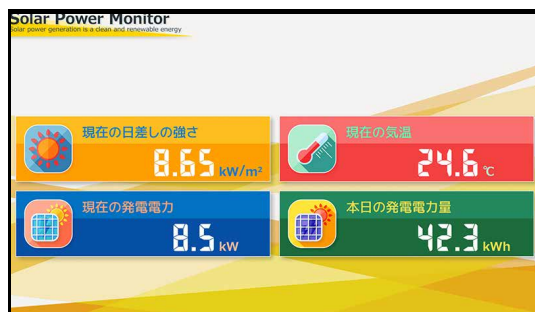 Solar Power Monitor
Solar power generation is a clean and renewable energy
現在の日差しの強さ
8.65 kW/m²
現在の気温
24.6 ℃
現在の発電電力
8.5 kW
本日の発電電力量
42.3 kWh